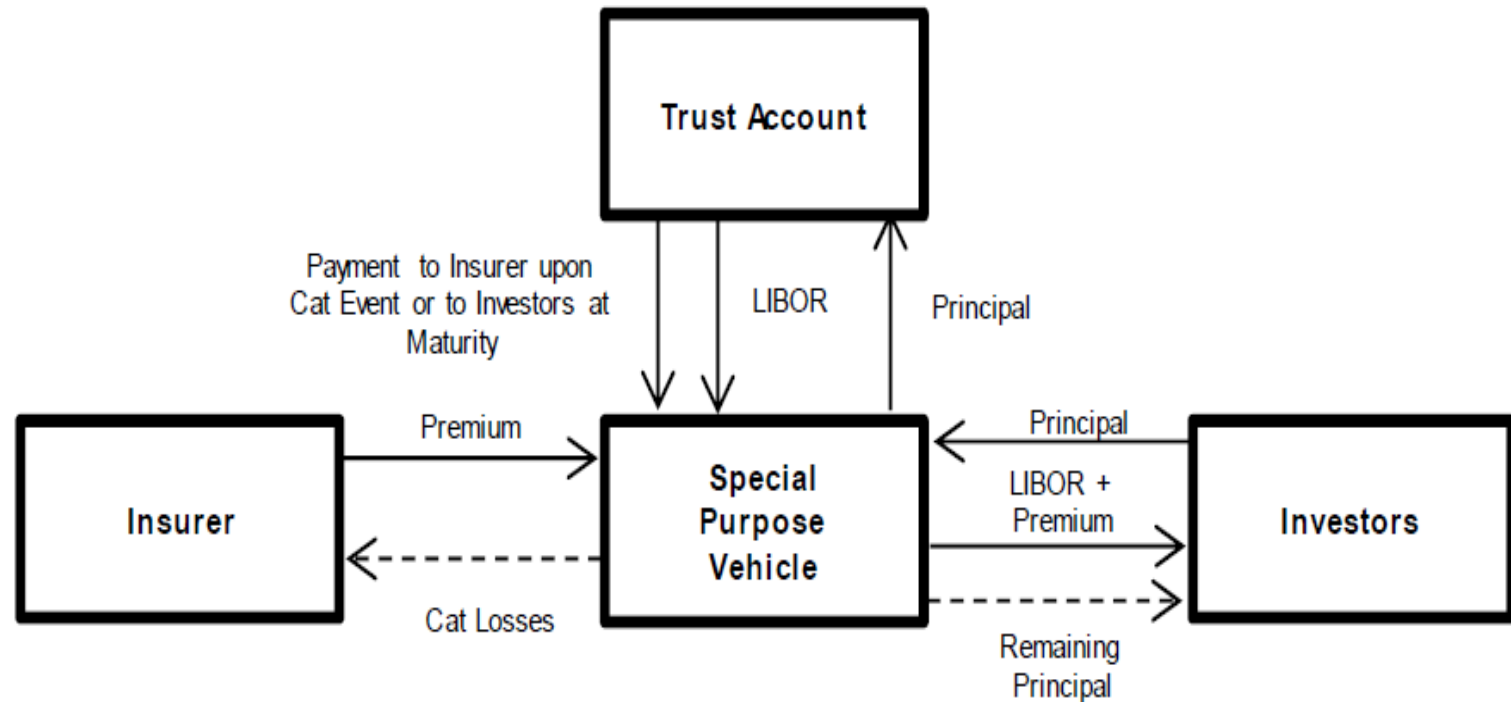 Trust Account
Payment to Insurer upon
Cat Event or to Investors at
Maturity
LIBOR
Principal
Insurer
Premium
Cat Losses
Special
Purpose
Vehicle
Principal
LIBOR +
Premium
Remaining
Principal
Investors